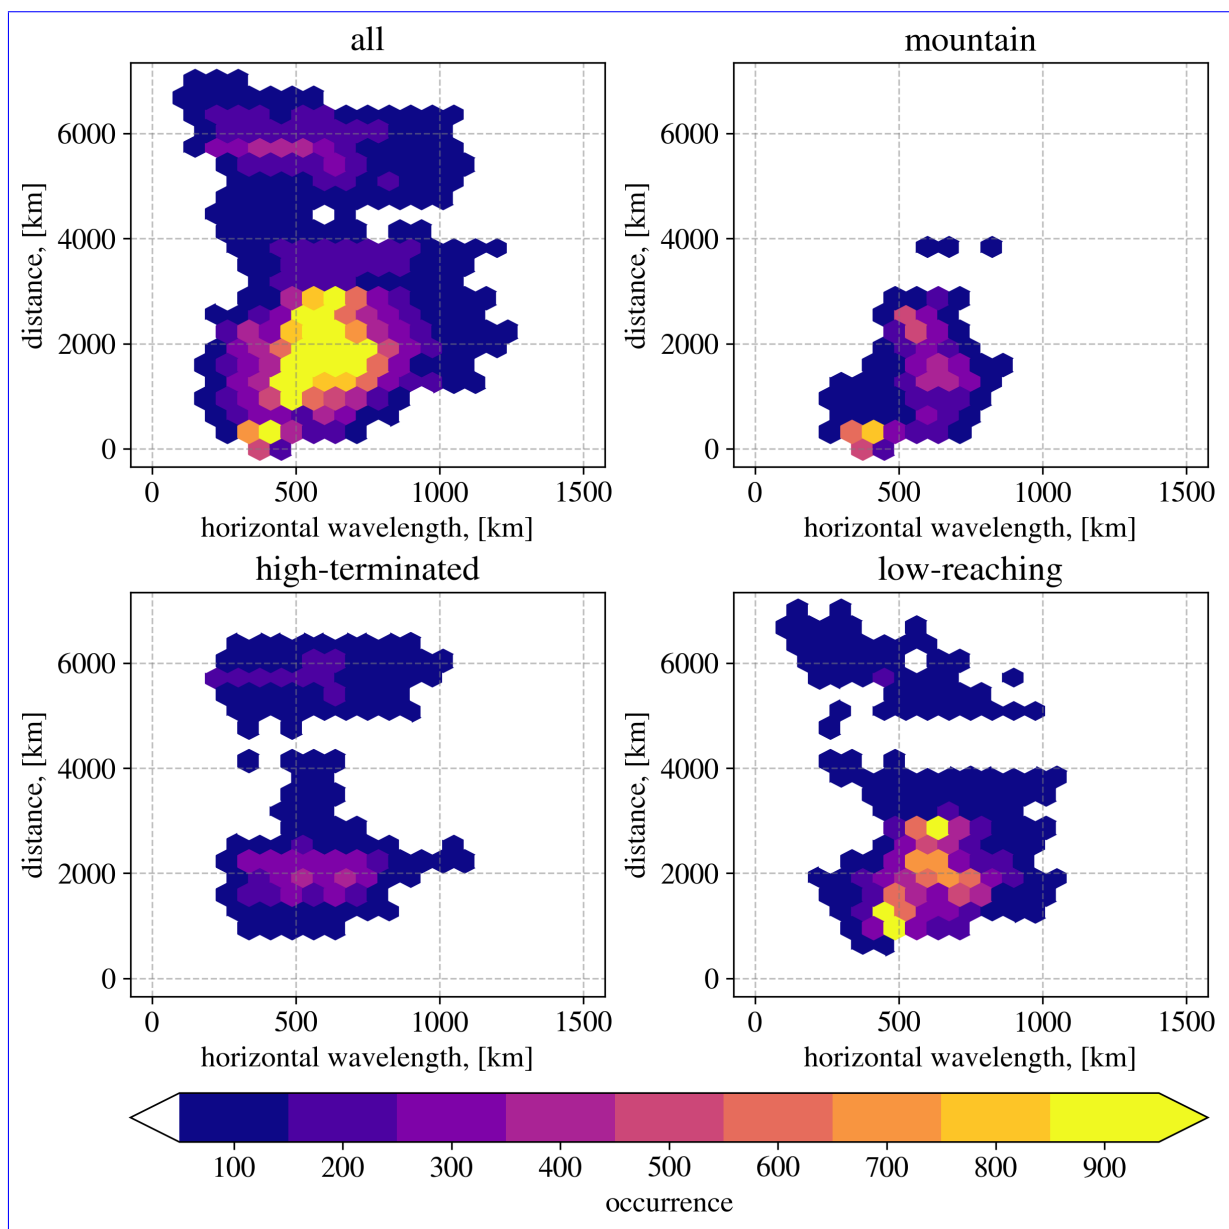 all
mountain
6000
4000
2000
0
distance, [km]
0 500 1000 1500
horizontal wavelength, [km]
6000
4000
2000
0
distance, [km]
0 500 1000 1500
horizontal wavelength, [km]
high-terminated
low-reaching
6000
4000
2000
0
distance, [km]
0 500 1000 1500
horizontal wavelength, [km]
6000
4000
2000
0
distance, [km]
0 500 1000 1500
horizontal wavelength, [km]
100 200 300 400 500 600 700 800 900
occurrence